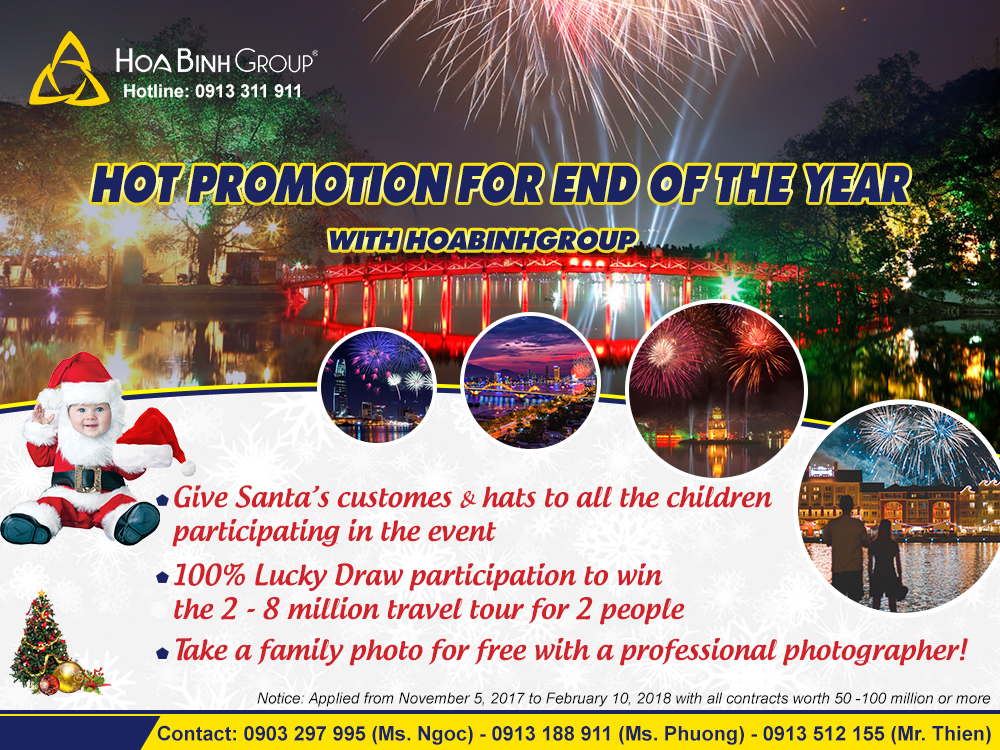 HOA BINH GROUP®
Hotline: 0913 311 911
HOT PROMOTION FOR END OF THE YEAR
WITH HOABINHGROUP
Give Santa's customes & hats to all the children
participating in the event
100% Lucky Draw participation to win
the 2 - 8 million travel tour for 2 people
Take a family photo for free with a professional photographer!
Notice: Applied from November 5, 2017 to February 10, 2018 with all contracts worth 50 -100 million or more
Contact: 0903 297 995 (Ms. Ngoc) - 0913 188 911 (Ms. Phuong) - 0913 512 155 (Mr. Thien)